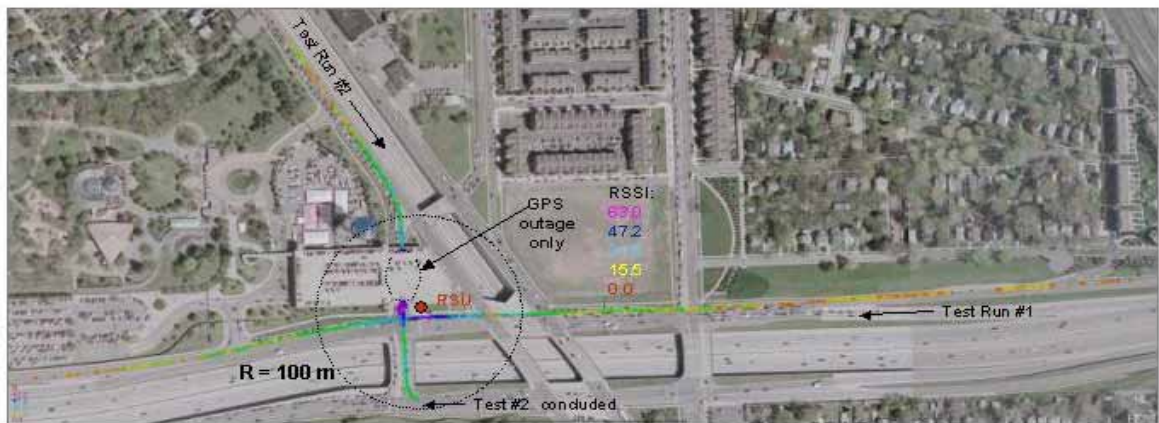 Test Run #2
GPS
outage
only
RSSI:
63.0
47.2
15.5
0.0
RSU
Test Run #1
R = 100 m
Test #2 concluded